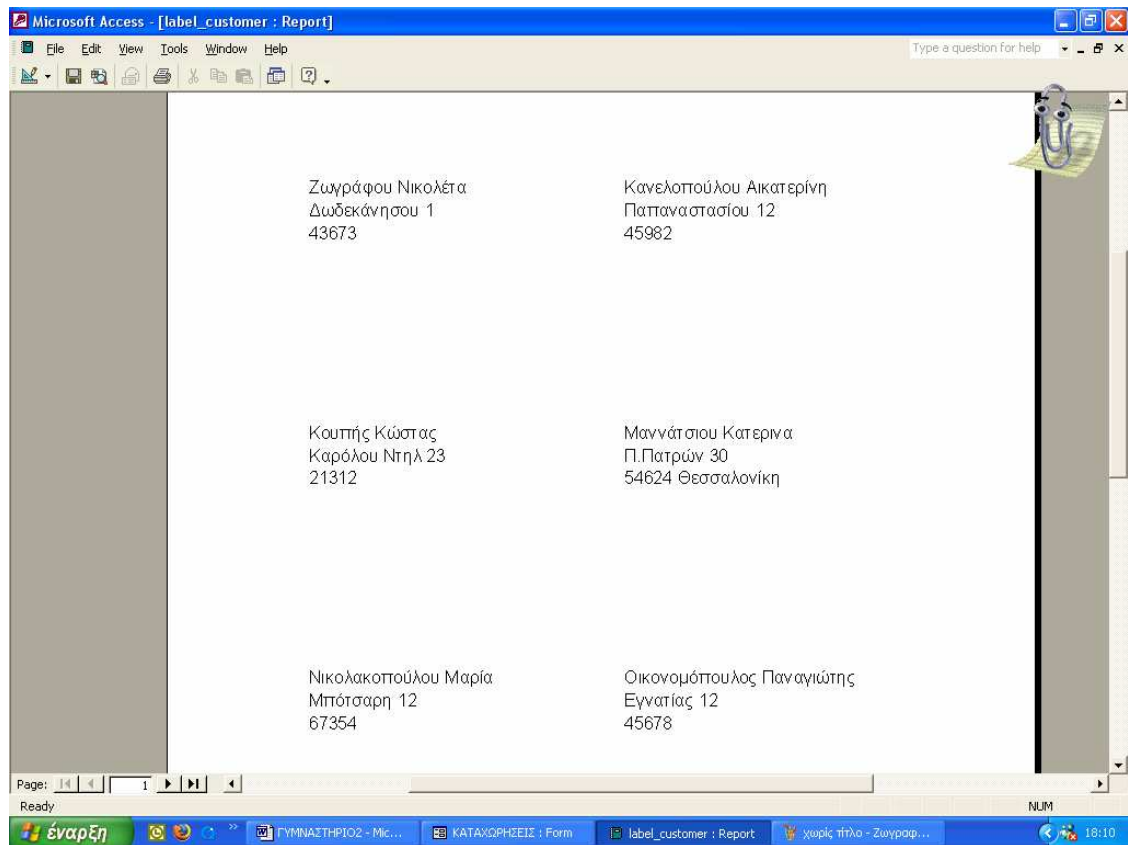 Microsoft Access - [label_customer : Report]
File Edit View Tools Window Help
Type a question for help
Ζωγράφου Νικολέτα
Δωδεκάνησου 1
43673
Κανελοπούλου Αικατερίνη
Παπαναστασίου 12
45982
Κουπής Κώστας
Καρόλου Ντηλ 23
21312
Μαννάτσιου Κατερινα
Π.Πατρών 30
54624 Θεσσαλονίκη
Νικολακοπούλου Μαρία
Μπότσαρη 12
67354
Οικονομόπουλος Παναγιώτης
Εγνατίας 12
45678
Page: 1
Ready
NUM
έναρξη
ΓΥΜΝΑΣΤΗΡΙΟ2 - Mic...
ΚΑΤΑΧΩΡΗΣΕΙΣ : Form
label_customer : Report
χωρίς τίτλο - Ζωγραφ...
18:10